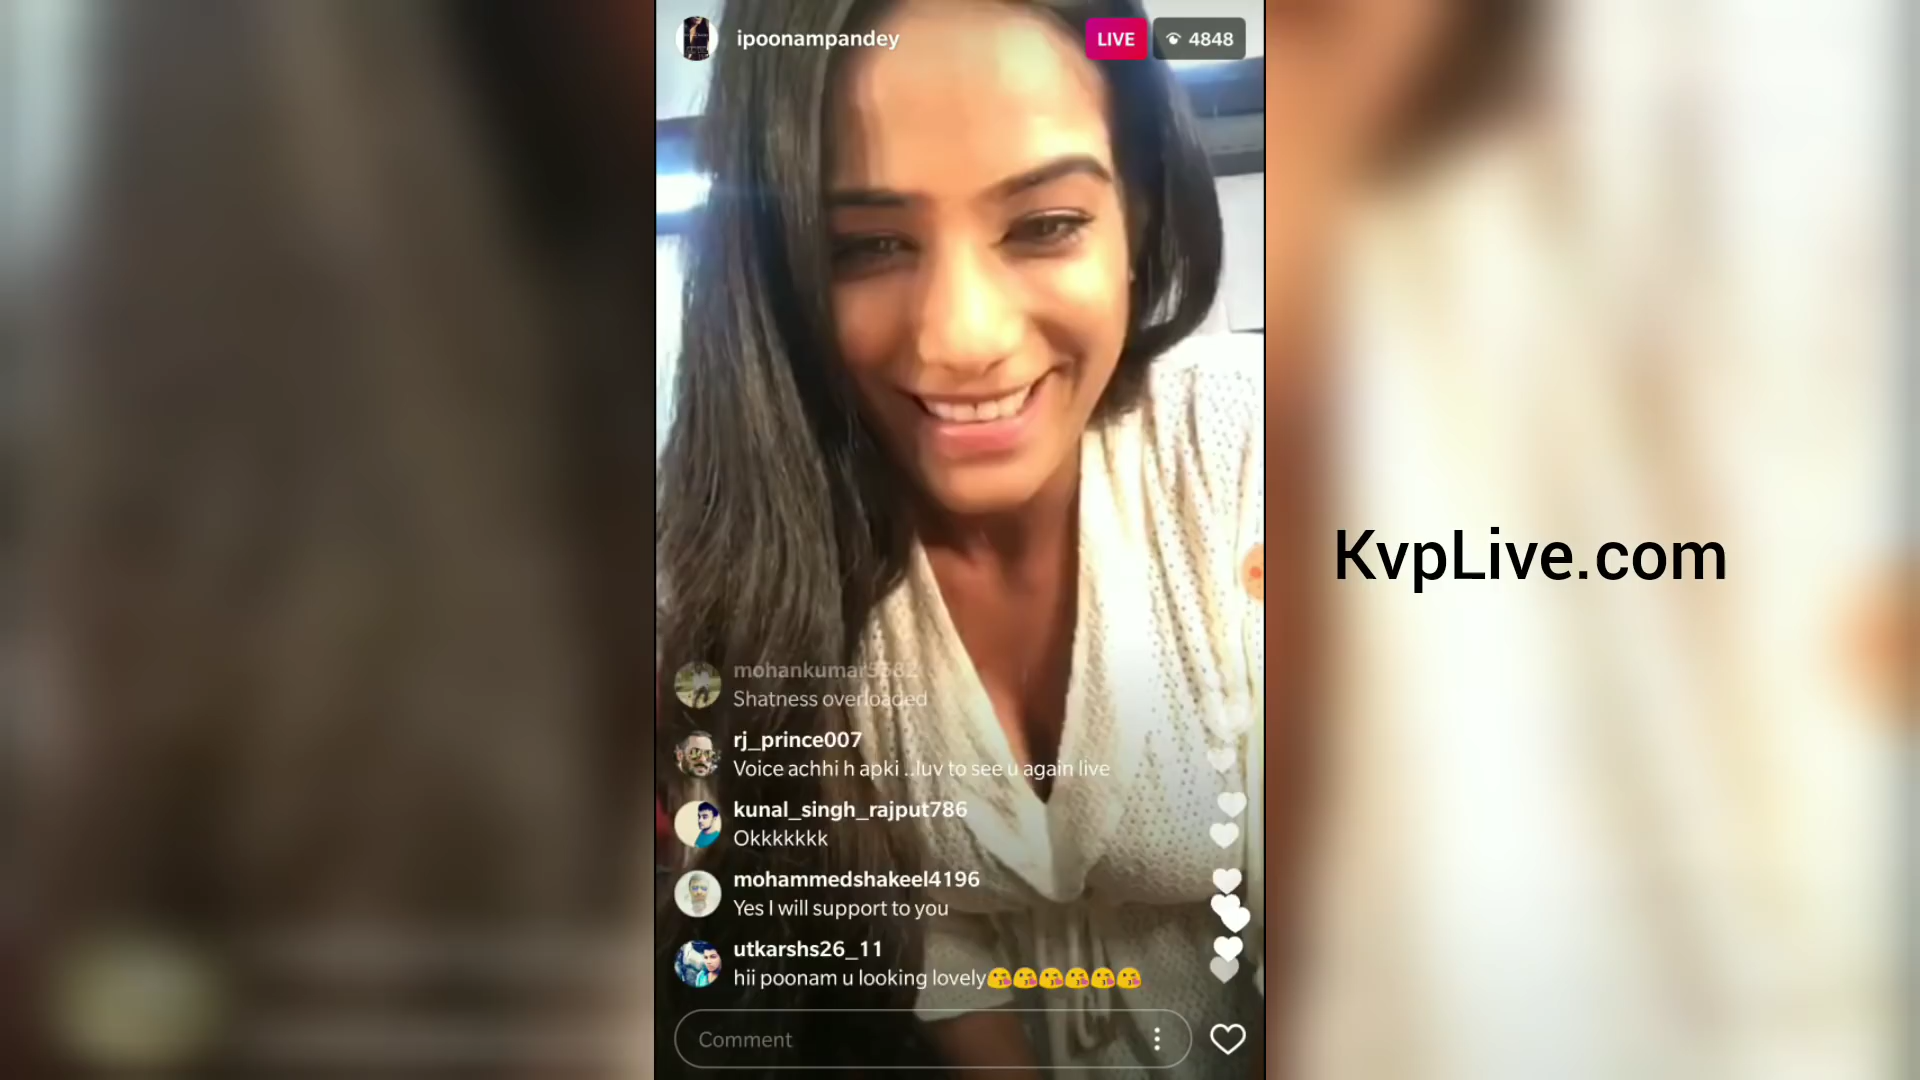 ipoonampandey
LIVE
4848
mohankumar5582
Shatness overloaded
rj_prince007
Voice achhi h apki ..luv to see u again live
kunal_singh_rajput786
Okkkkkkk
mohammedshakeel4196
Yes I will support to you
utkarshs26_11
hii poonam u looking lovely😘😘😘😘😘😘
Comment
KvpLive.com